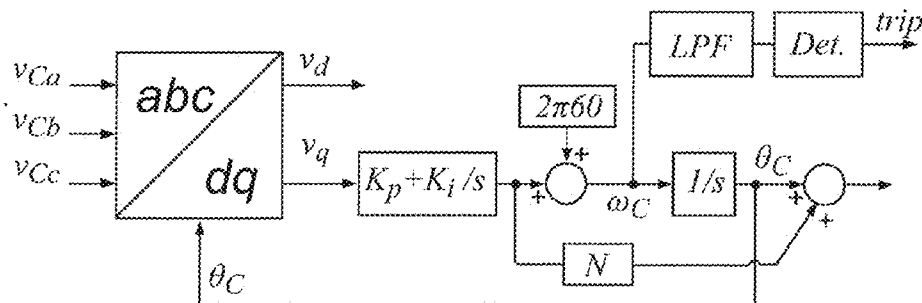 LPF
Det.
trip
v_Ca
v_Cb
v_Cc
abc
dq
v_d
v_q
2π60
K_p+K_i/s
+
+
ω_C
1/s
θ_C
+
+
N
θ_C